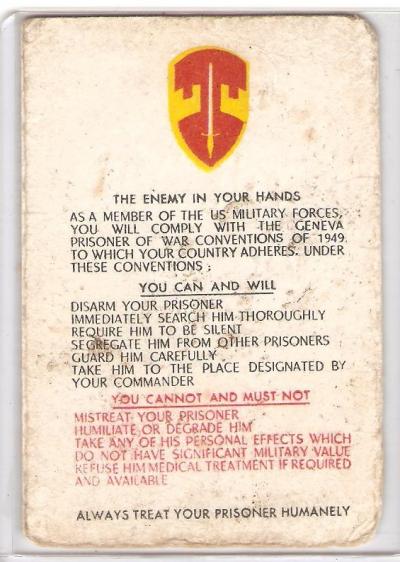 THE ENEMY IN YOUR HANDS
AS A MEMBER OF THE US MILITARY FORCES,
YOU WILL COMPLY WITH THE GENEVA
PRISONER OF WAR CONVENTIONS OF 1949
TO WHICH YOUR COUNTRY ADHERES. UNDER
THESE CONVENTIONS :
YOU CAN AND WILL
DISARM YOUR PRISONER
IMMEDIATELY SEARCH HIM THOROUGHLY
REQUIRE HIM TO BE SILENT
SEGREGATE HIM FROM OTHER PRISONERS
GUARD HIM CAREFULLY
TAKE HIM TO THE PLACE DESIGNATED BY
YOUR COMMANDER
YOU CANNOT AND MUST NOT
MISTREAT YOUR PRISONER
HUMILIATE OR DEGRADE HIM
TAKE ANY OF HIS PERSONAL EFFECTS WHICH
DO NOT HAVE SIGNIFICANT MILITARY VALUE
REFUSE HIM MEDICAL TREATMENT IF REQUIRED
AND AVAILABLE
ALWAYS TREAT YOUR PRISONER HUMANELY